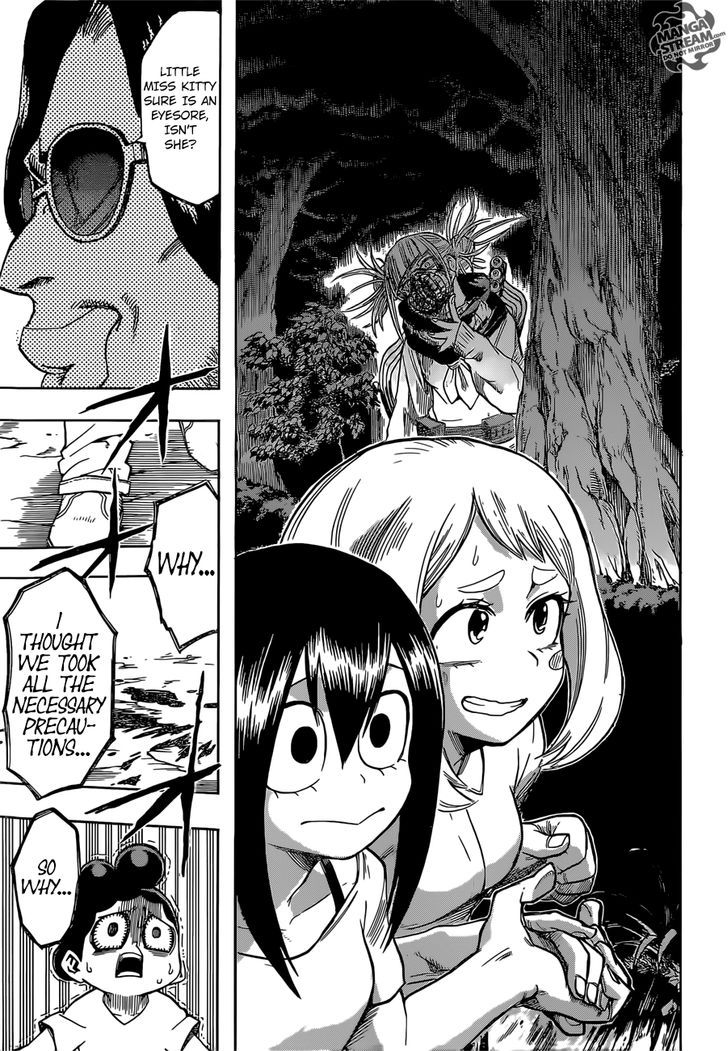 MANGA
STREAM.com
DO NOT MIRROR
LITTLE
MISS KITTY
SURE IS AN
EYESORE,
ISN'T
SHE?
WHY...
I
THOUGHT
WE TOOK
ALL THE
NECESSARY
PRECAU-
TIONS...
SO
WHY...